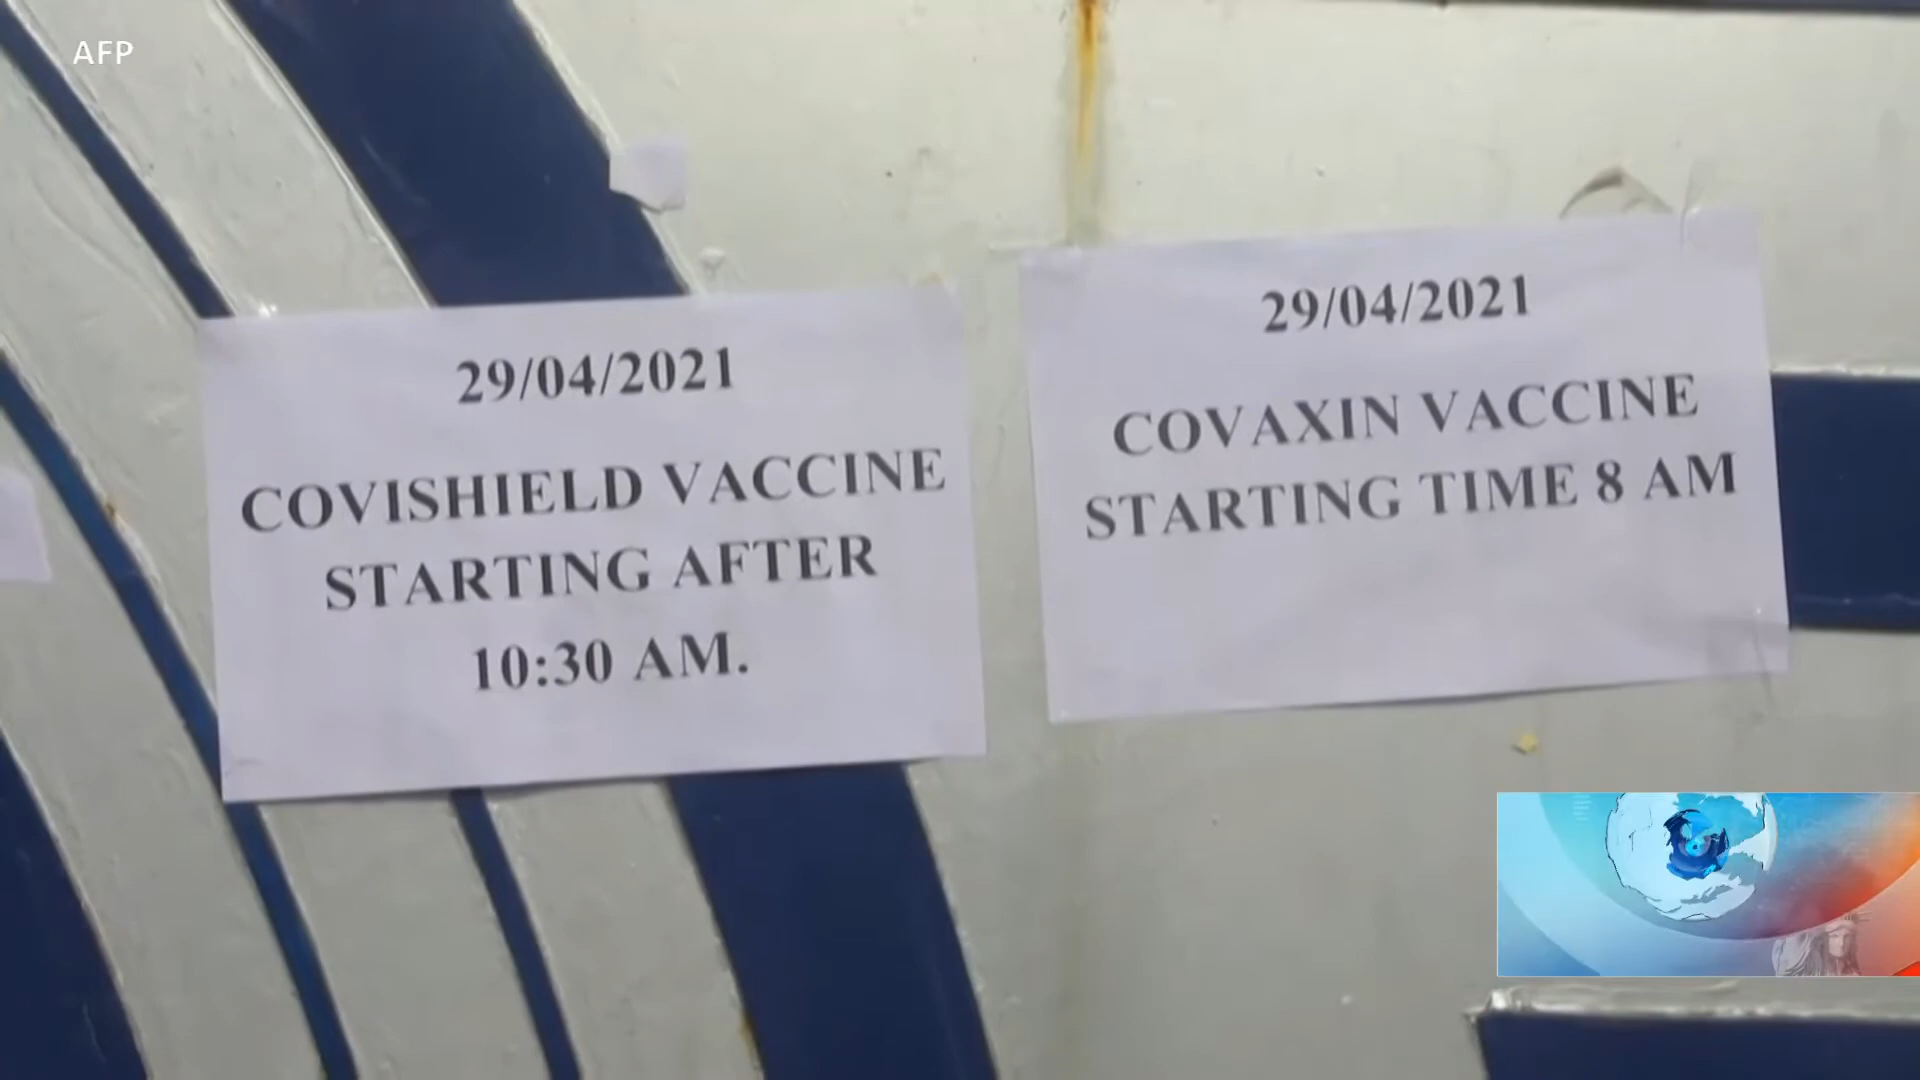 AFP
29/04/2021
COVISHIELD VACCINE
STARTING AFTER
10:30 AM.
29/04/2021
COVAXIN VACCINE
STARTING TIME 8 AM